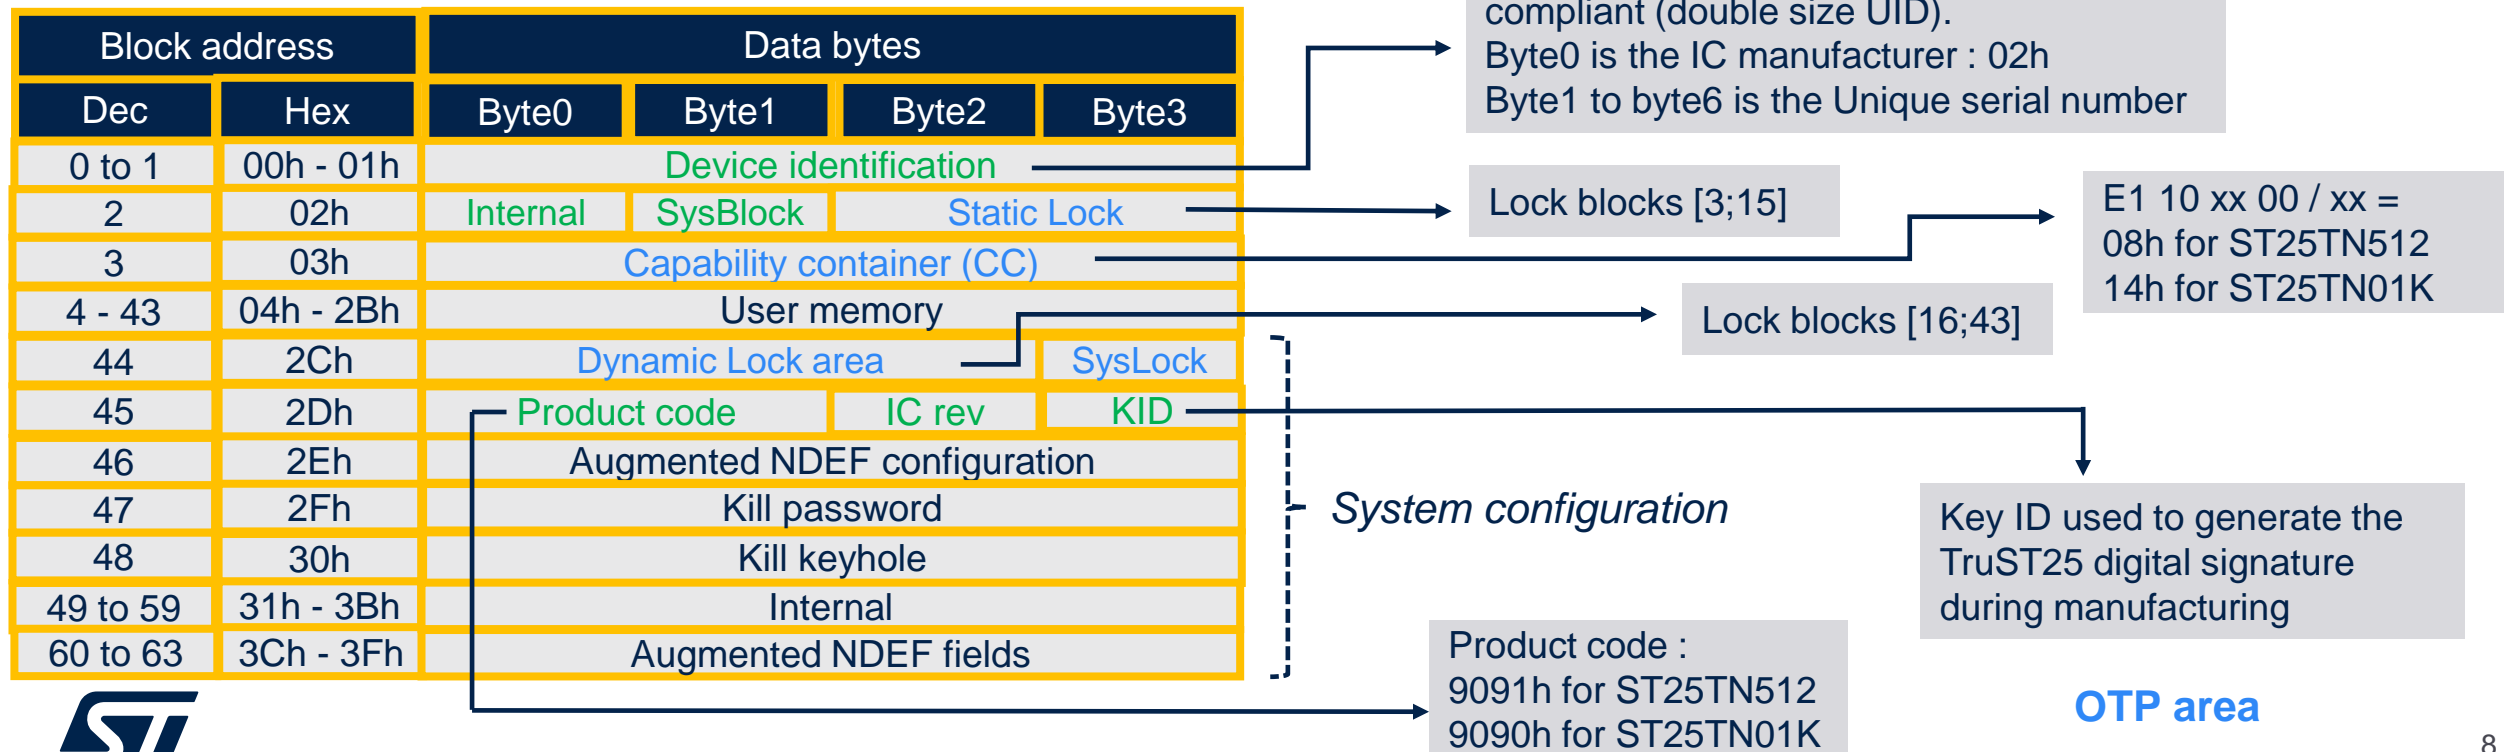 compliant (double size UID).
Byte0 is the IC manufacturer : 02h
Byte1 to byte6 is the Unique serial number
Block address Data bytes
Dec Hex Byte0 Byte1 Byte2 Byte3
0 to 1 00h - 01h Device identification
2 02h Internal SysBlock Static Lock
3 03h Capability container (CC)
4 - 43 04h - 2Bh User memory
44 2Ch Dynamic Lock area SysLock
45 2Dh Product code IC rev KID
46 2Eh Augmented NDEF configuration
47 2Fh Kill password
48 30h Kill keyhole
49 to 59 31h - 3Bh Internal
60 to 63 3Ch - 3Fh Augmented NDEF fields
Lock blocks [3;15]
E1 10 xx 00 / xx =
08h for ST25TN512
14h for ST25TN01K
Lock blocks [16;43]
System configuration
Key ID used to generate the
TruST25 digital signature
during manufacturing
Product code :
9091h for ST25TN512
9090h for ST25TN01K
OTP area
ST
8